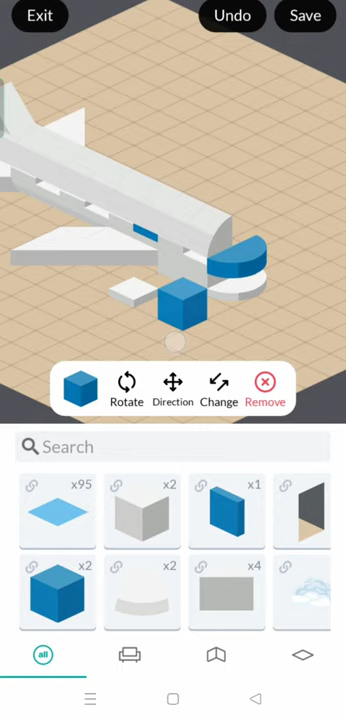 Exit Undo Save
Rotate Direction Change Remove
Search
x95 x2 x1
x2 x2 x4
all